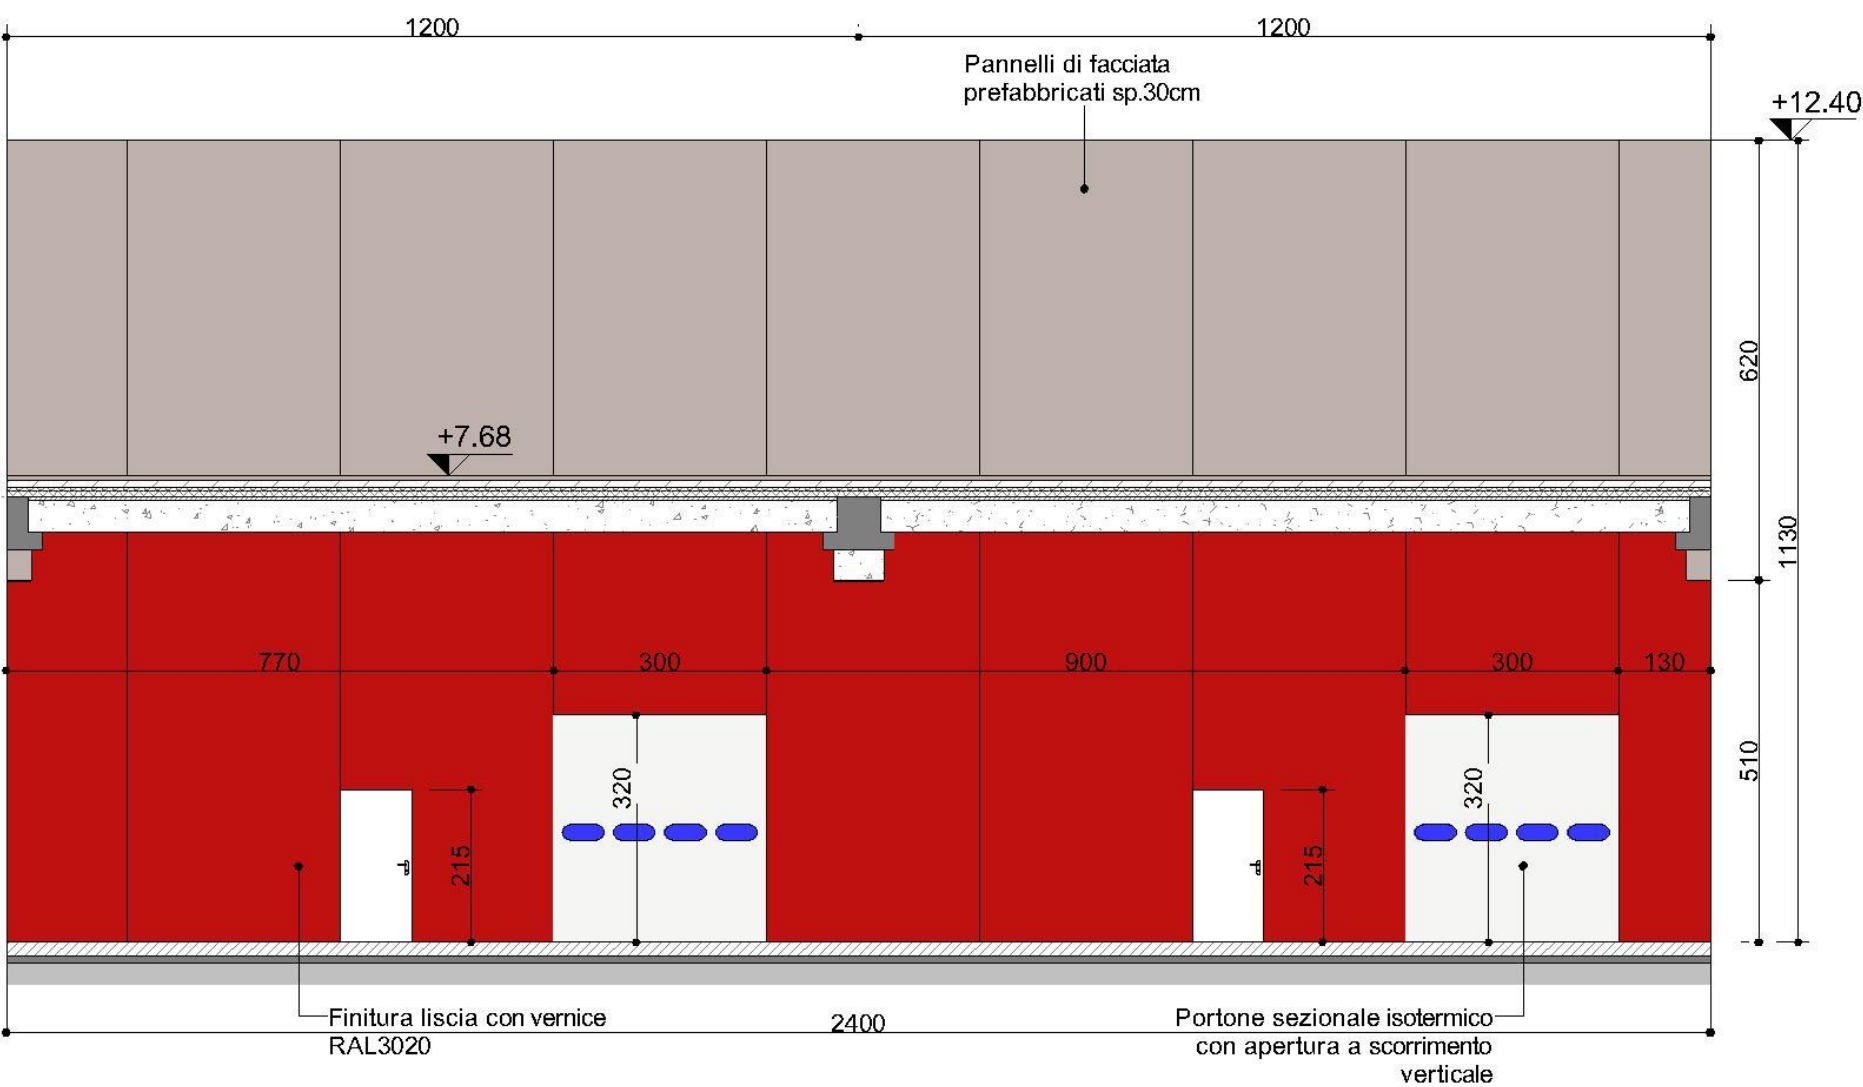 1200
1200
Pannelli di facciata
prefabbricati sp.30cm
+12.40
620
+7.68
1130
770
300
900
300
130
510
320
320
215
215
Finitura liscia con vernice
RAL3020
2400
Portone sezionale isotermico
con apertura a scorrimento
verticale